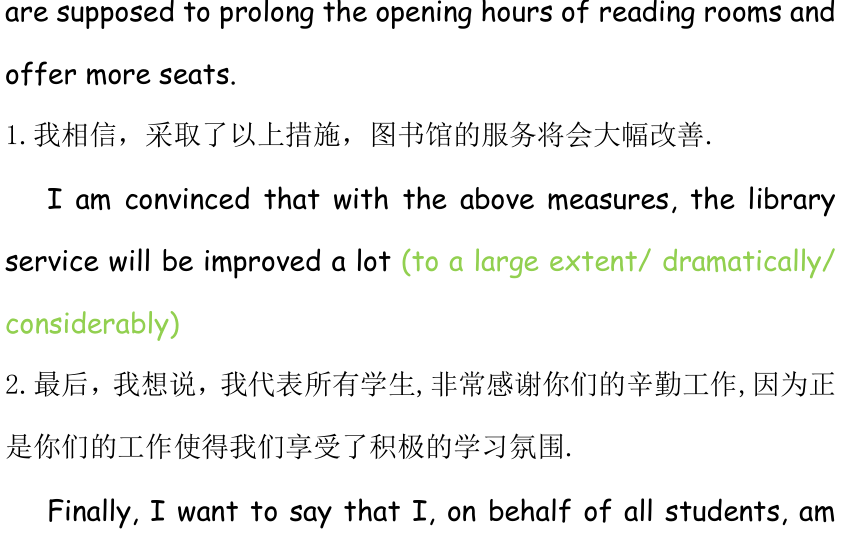 are supposed to prolong the opening hours of reading rooms and
offer more seats.
1.我相信，采取了以上措施，图书馆的服务将会大幅改善.
I am convinced that with the above measures, the library
service will be improved a lot (to a large extent/ dramatically/
considerably)
2.最后，我想说，我代表所有学生,非常感谢你们的辛勤工作,因为正
是你们的工作使得我们享受了积极的学习氛围.
Finally, I want to say that I, on behalf of all students, am